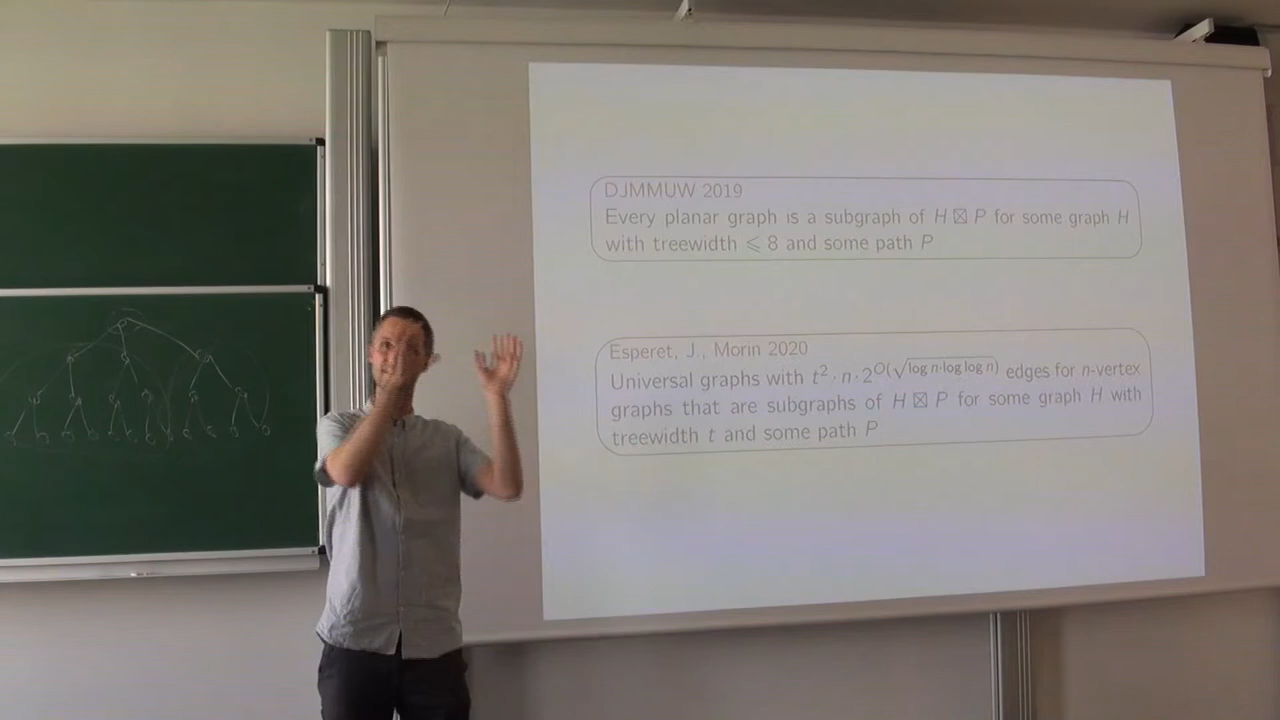 DJMMUW 2019
Every planar graph is a subgraph of H ⊠ P for some graph H
with treewidth ⩽ 8 and some path P
Esperet, J., Morin 2020
Universal graphs with t² · n · 2^{O(√(log n·log log n))} edges for n-vertex
graphs that are subgraphs of H ⊠ P for some graph H with
treewidth t and some path P